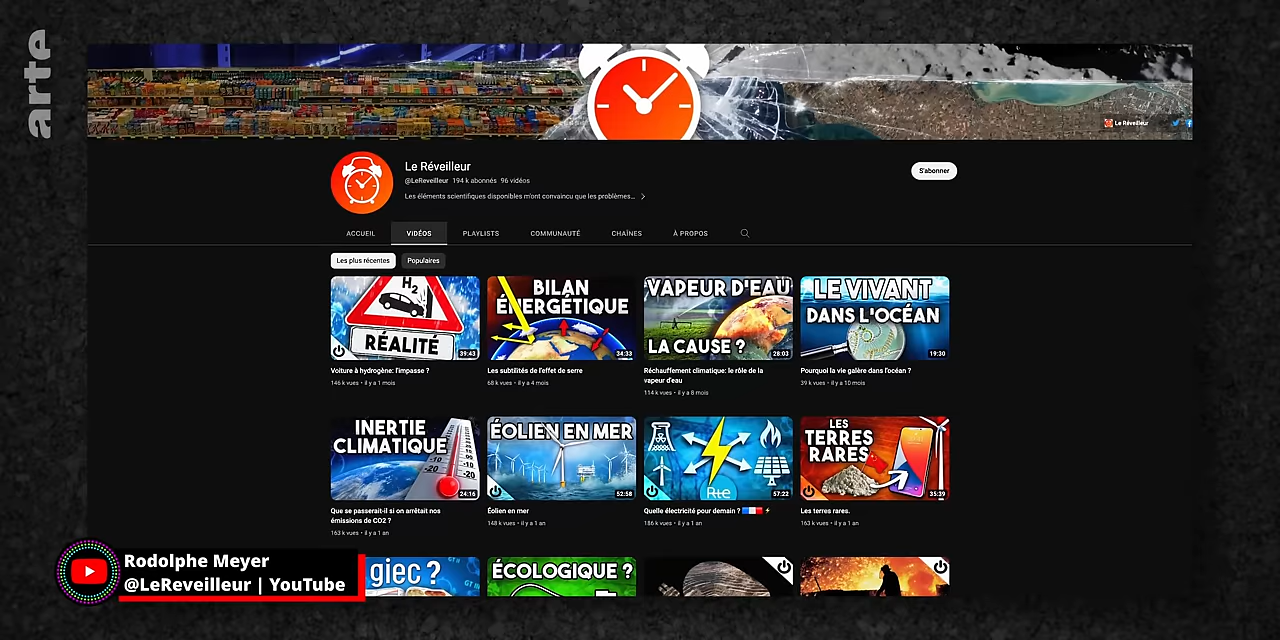 arte
Le Réveilleur
Le Réveilleur
@LeReveilleur 194 k abonnés 96 vidéos
Les éléments scientifiques disponibles m'ont convaincu que les problèmes...
S'abonner
ACCUEIL VIDÉOS PLAYLISTS COMMUNAUTÉ CHAÎNES À PROPOS
Les plus récentes Populaires
H2
RÉALITÉ
39:43
BILAN
ÉNERGÉTIQUE
34:33
VAPEUR D'EAU
LA CAUSE ?
28:03
LE VIVANT
DANS L'OCÉAN
19:30
Voiture à hydrogène: l'impasse ?
146 k vues • il y a 1 mois
Les subtilités de l'effet de serre
68 k vues • il y a 4 mois
Réchauffement climatique: le rôle de la
vapeur d'eau
114 k vues • il y a 8 mois
Pourquoi la vie galère dans l'océan ?
39 k vues • il y a 10 mois
INERTIE
CLIMATIQUE
-10
-20
-10
-20
24:16
ÉOLIEN EN MER
52:58
Rte
57:22
LES
TERRES
RARES
35:39
Que se passerait-il si on arrêtait nos
émissions de CO2 ?
163 k vues • il y a 1 an
Éolien en mer
148 k vues • il y a 1 an
Quelle électricité pour demain ?
186 k vues • il y a 1 an
Les terres rares.
163 k vues • il y a 1 an
giec ?
ÉCOLOGIQUE ?
Rodolphe Meyer
@LeReveilleur | YouTube